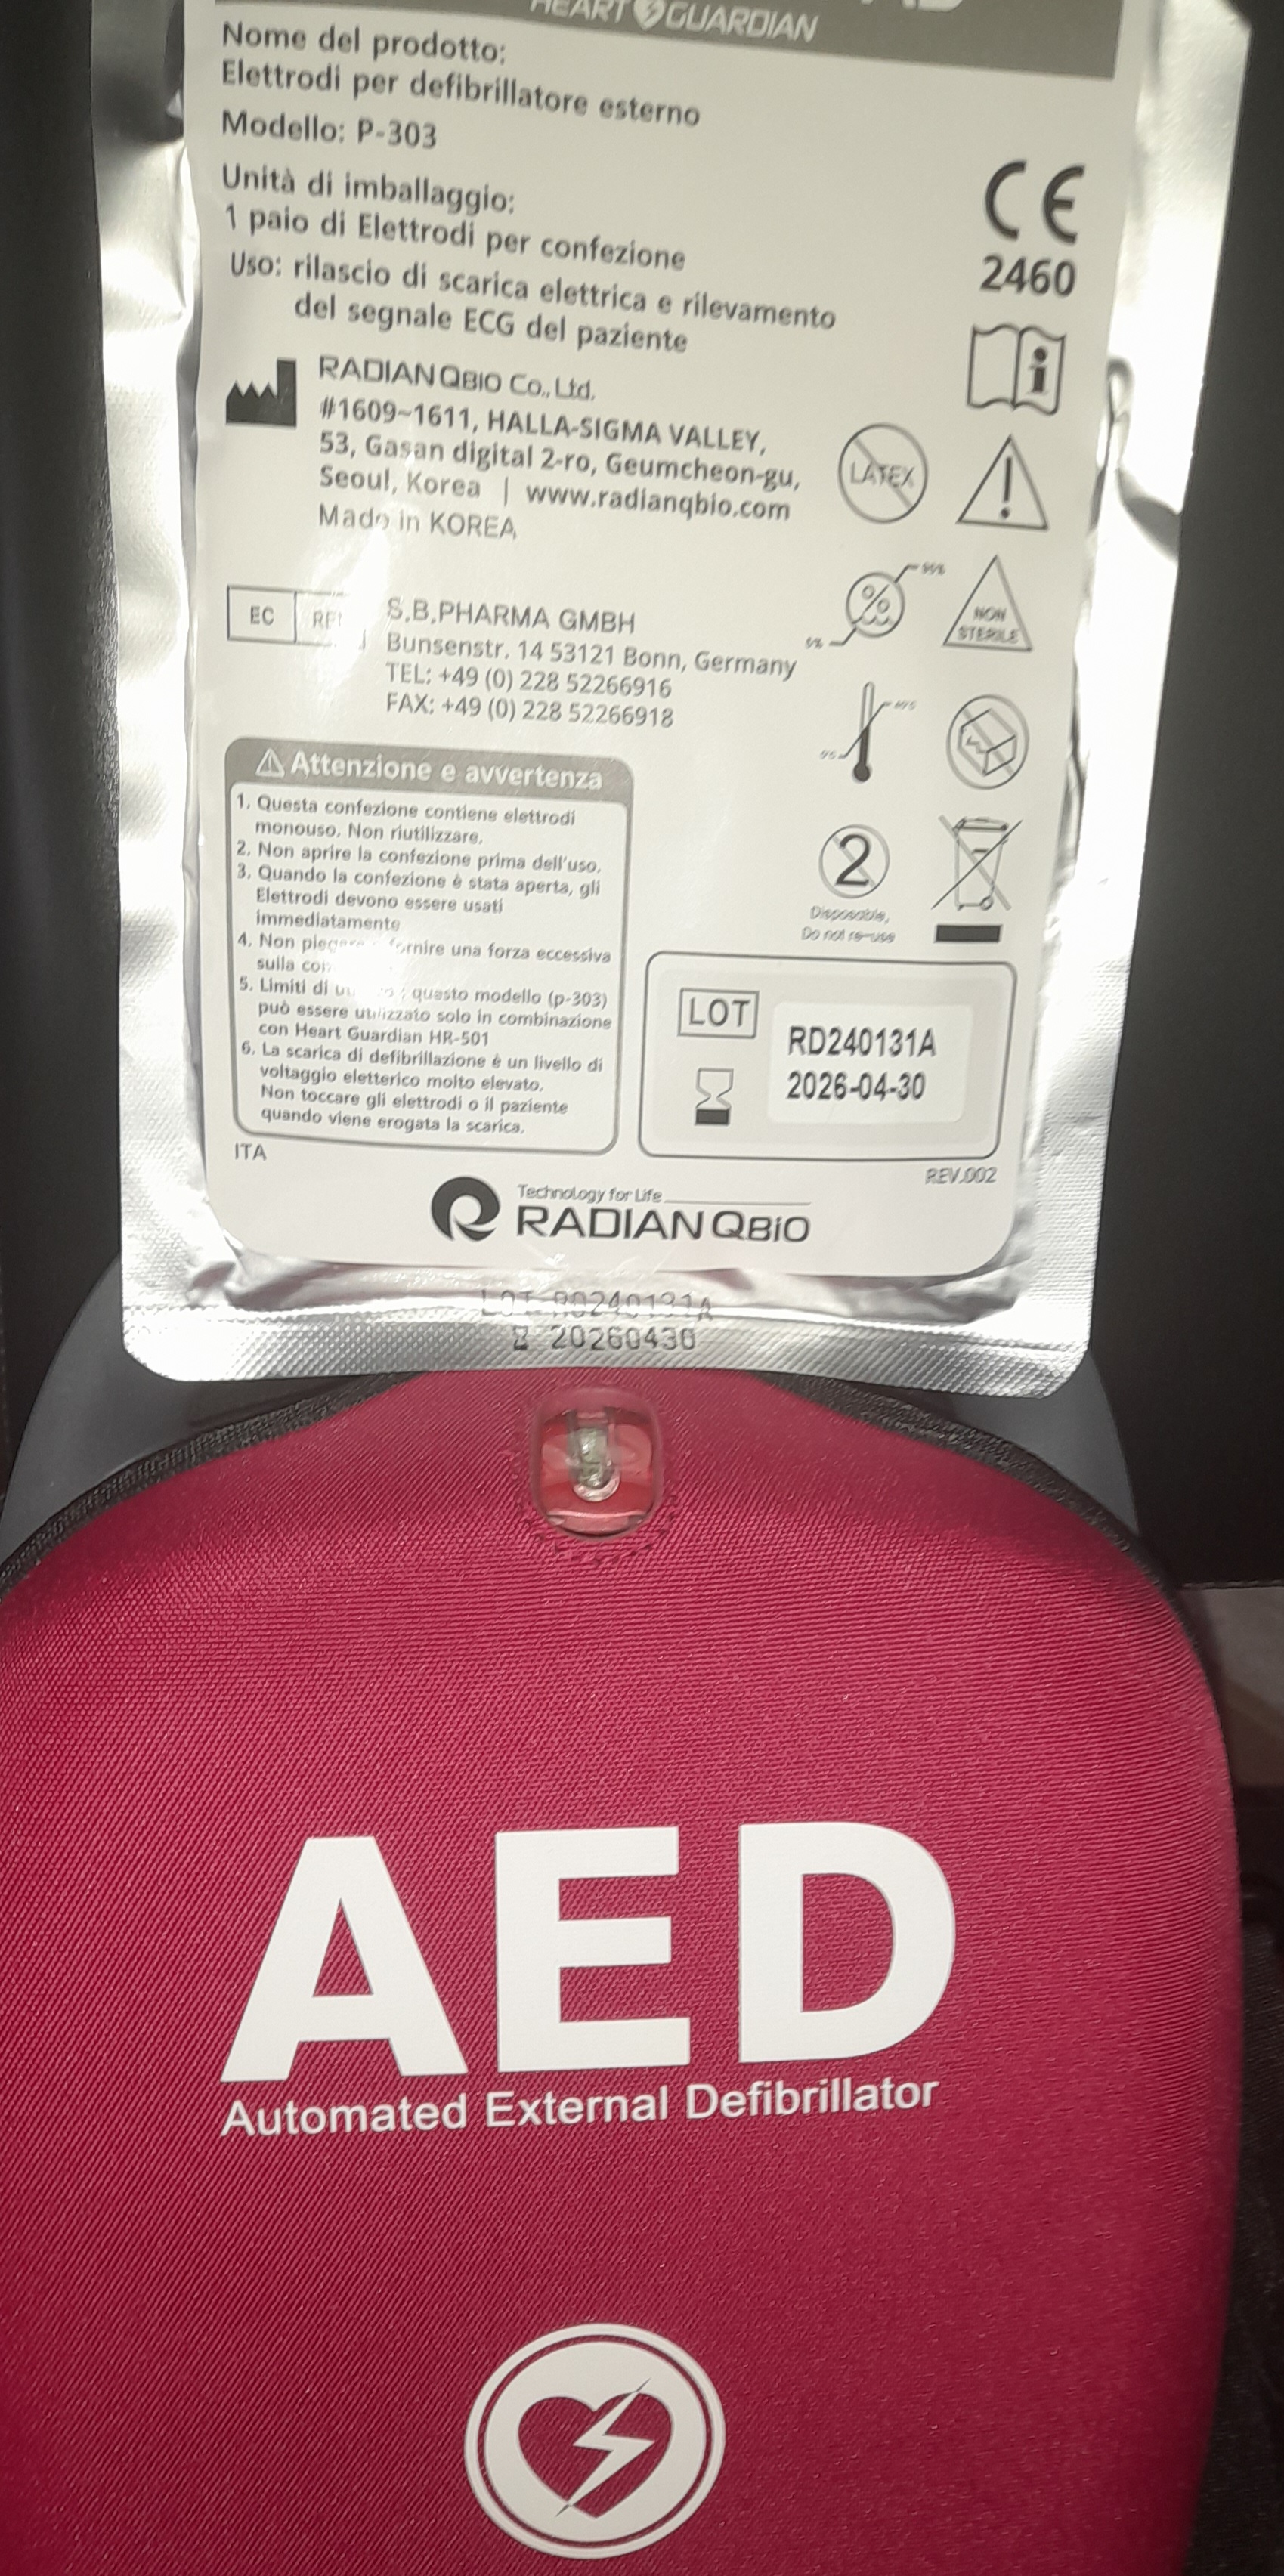 HEART GUARDIAN
Nome del prodotto:
Elettrodi per defibrillatore esterno
Modello: P-303
Unità di imballaggio:
1 paio di Elettrodi per confezione
Uso: rilascio di scarica elettrica e rilevamento
del segnale ECG del paziente
CE
2460
RADIANQBIO Co., Ltd.
#1609~1611, HALLA-SIGMA VALLEY,
53, Gasan digital 2-ro, Geumcheon-gu,
Seoul, Korea | www.radianqbio.com
Made in KOREA
LATEX
EC
S.B.PHARMA GMBH
Bunsenstr. 14 53121 Bonn, Germany
TEL: +49 (0) 228 52266916
FAX: +49 (0) 228 52266918
NON
STERILE
Attenzione e avvertenza
1. Questa confezione contiene elettrodi
monouso. Non riutilizzare.
2. Non aprire la confezione prima dell'uso.
3. Quando la confezione è stata aperta, gli
Elettrodi devono essere usati
immediatamente
4. Non fornire una forza eccessiva
sulla
5. Limiti di questo modello (p-303)
può essere utilizzato solo in combinazione
con Heart Guardian HR-501
6. La scarica di defibrillazione è un livello di
voltaggio eletterico molto elevato.
Non toccare gli elettrodi o il paziente
quando viene erogata la scarica.
2
Disposable,
Do not re-use
LOT RD240131A
2026-04-30
ITA
REV.002
Technology for Life
RADIANQBIO
LOT RD240131A
20260430
AED
Automated External Defibrillator